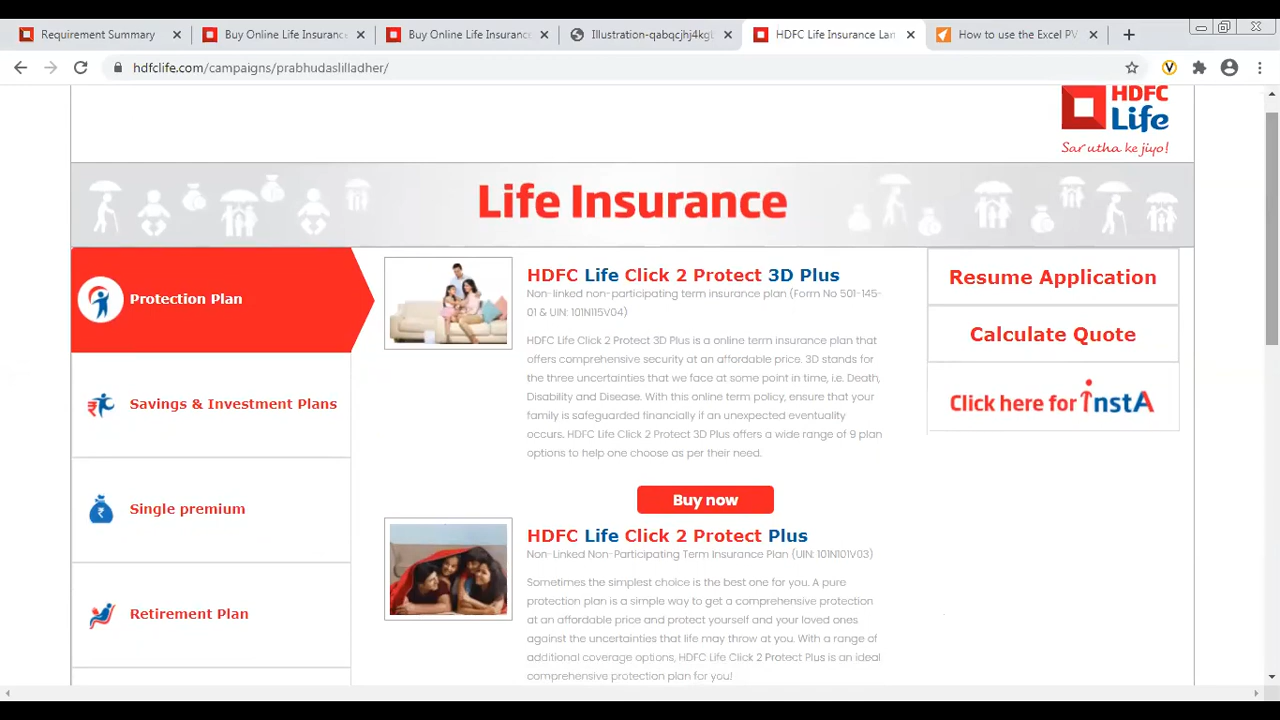 Requirement Summary
Buy Online Life Insurance
Buy Online Life Insurance
Illustration-qabqcjhj4kgb
HDFC Life Insurance Lan
How to use the Excel PV
hdfclife.com/campaigns/prabhudaslilladher/
HDFC
Life
Sar utha ke jiyo!
Life Insurance
Protection Plan
Savings & Investment Plans
Single premium
Retirement Plan
HDFC Life Click 2 Protect 3D Plus
Non-linked non-participating term insurance plan (Form No 501-145-
01 & UIN: 101N115V04)
HDFC Life Click 2 Protect 3D Plus is a online term insurance plan that
offers comprehensive security at an affordable price. 3D stands for
the three uncertainties that we face at some point in time, i.e. Death,
Disability and Disease. With this online term policy, ensure that your
family is safeguarded financially if an unexpected eventuality
occurs. HDFC Life Click 2 Protect 3D Plus offers a wide range of 9 plan
options to help one choose as per their need.
Buy now
HDFC Life Click 2 Protect Plus
Non-Linked Non-Participating Term Insurance Plan (UIN: 101N101V03)
Sometimes the simplest choice is the best one for you. A pure
protection plan is a simple way to get a comprehensive protection
at an affordable price and protect yourself and your loved ones
against the uncertainties that life may throw at you. With a range of
additional coverage options, HDFC Life Click 2 Protect Plus is an ideal
comprehensive protection plan for you!
Resume Application
Calculate Quote
Click here for instA